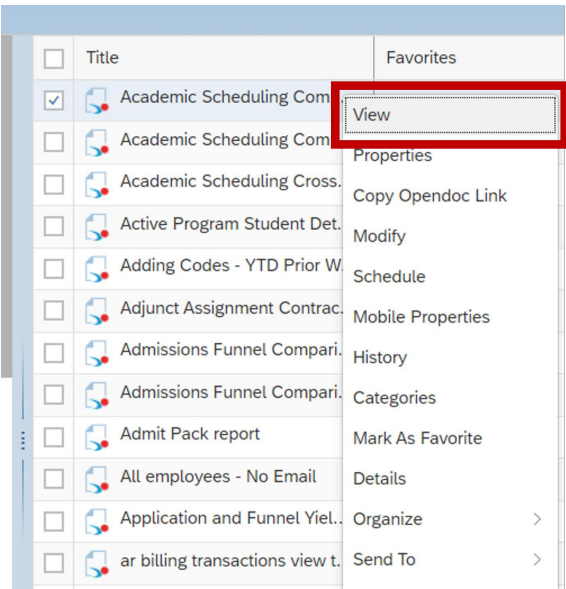 Title Favorites
Academic Scheduling Com
View
Academic Scheduling Com
Properties
Academic Scheduling Cross.
Copy Opendoc Link
Active Program Student Det.
Modify
Adding Codes - YTD Prior W
Schedule
Adjunct Assignment Contrac.
Mobile Properties
Admissions Funnel Compari.
History
Admissions Funnel Compari.
Categories
Admit Pack report
Mark As Favorite
All employees - No Email
Details
Application and Funnel Yiel..
Organize
ar billing transactions view t.
Send To